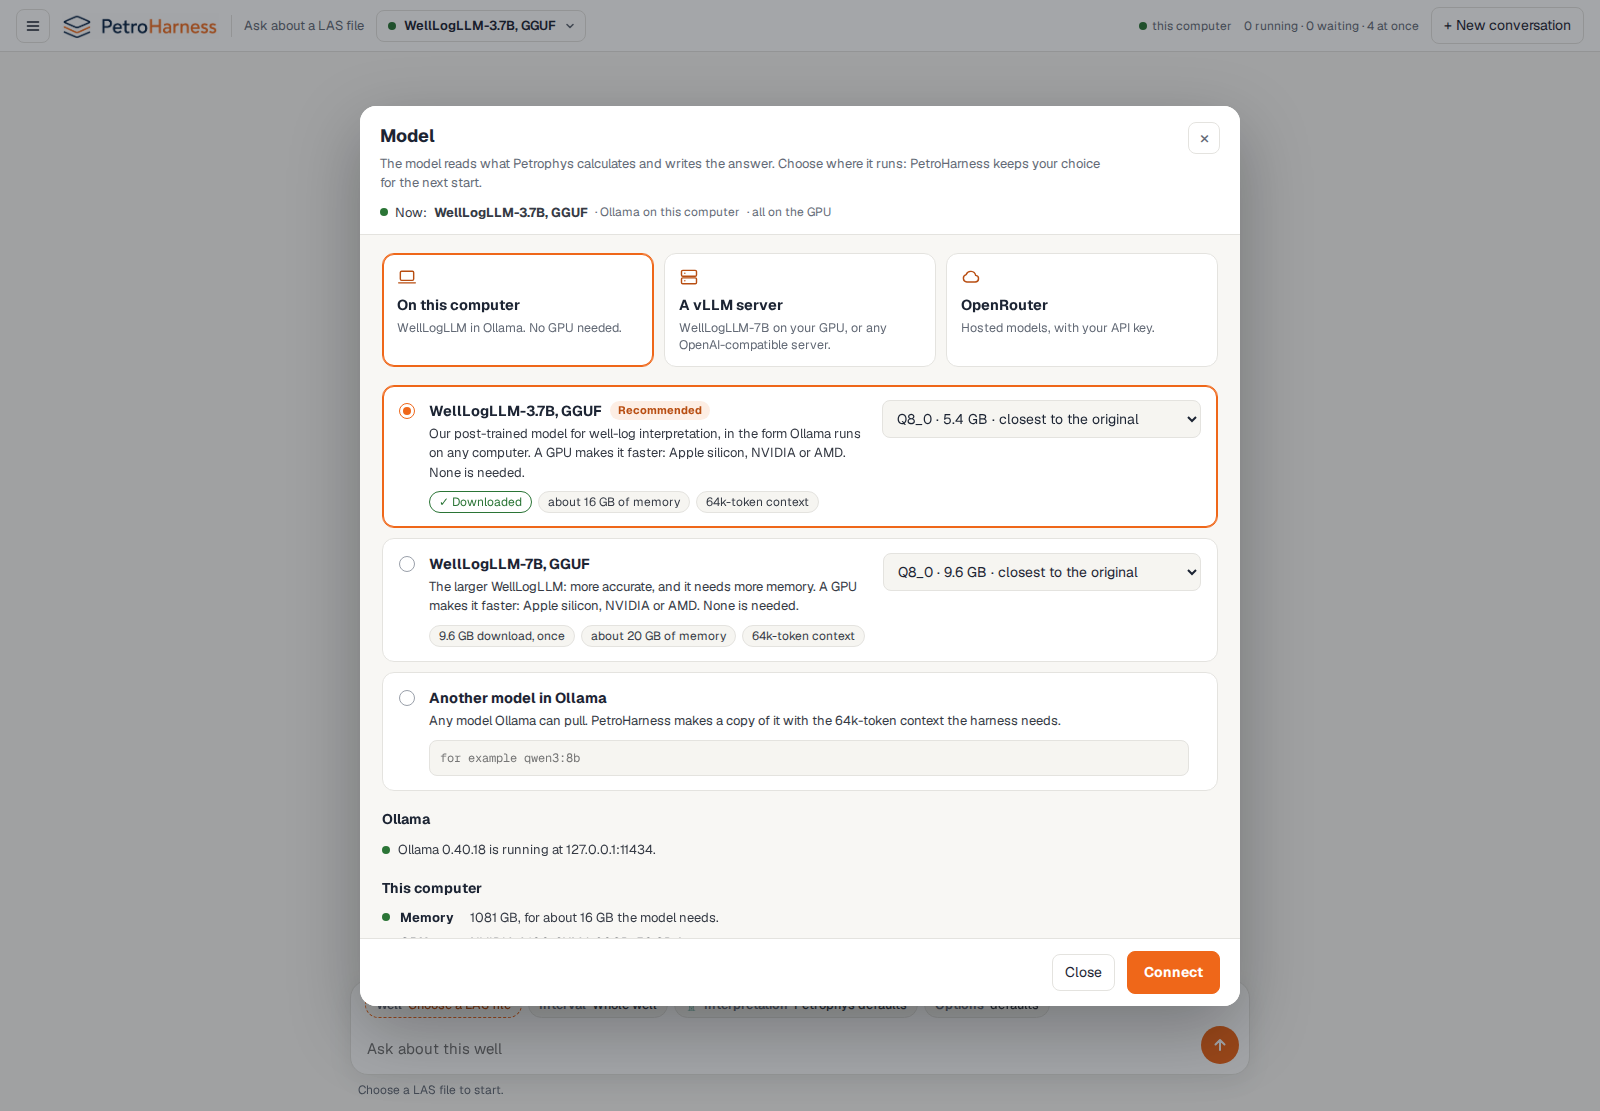 PetroHarness
Ask about a LAS file
WellLogLLM-3.7B, GGUF
this computer
0 running · 0 waiting · 4 at once
+ New conversation
Model
×
The model reads what Petrophys calculates and writes the answer. Choose where it runs: PetroHarness keeps your choice
for the next start.
Now: WellLogLLM-3.7B, GGUF · Ollama on this computer · all on the GPU
On this computer
WellLogLLM in Ollama. No GPU needed.
A vLLM server
WellLogLLM-7B on your GPU, or any
OpenAI-compatible server.
OpenRouter
Hosted models, with your API key.
WellLogLLM-3.7B, GGUF Recommended
Q8_0 · 5.4 GB · closest to the original
Our post-trained model for well-log interpretation, in the form Ollama runs
on any computer. A GPU makes it faster: Apple silicon, NVIDIA or AMD.
None is needed.
✓ Downloaded
about 16 GB of memory
64k-token context
WellLogLLM-7B, GGUF
Q8_0 · 9.6 GB · closest to the original
The larger WellLogLLM: more accurate, and it needs more memory. A GPU
makes it faster: Apple silicon, NVIDIA or AMD. None is needed.
9.6 GB download, once
about 20 GB of memory
64k-token context
Another model in Ollama
Any model Ollama can pull. PetroHarness makes a copy of it with the 64k-token context the harness needs.
for example qwen3:8b
Ollama
Ollama 0.40.18 is running at 127.0.0.1:11434.
This computer
Memory 1081 GB, for about 16 GB the model needs.
Close
Connect
Well Choose a LAS file
Interval Whole well
Interpretation Petrophys defaults
Options defaults
Ask about this well
Choose a LAS file to start.